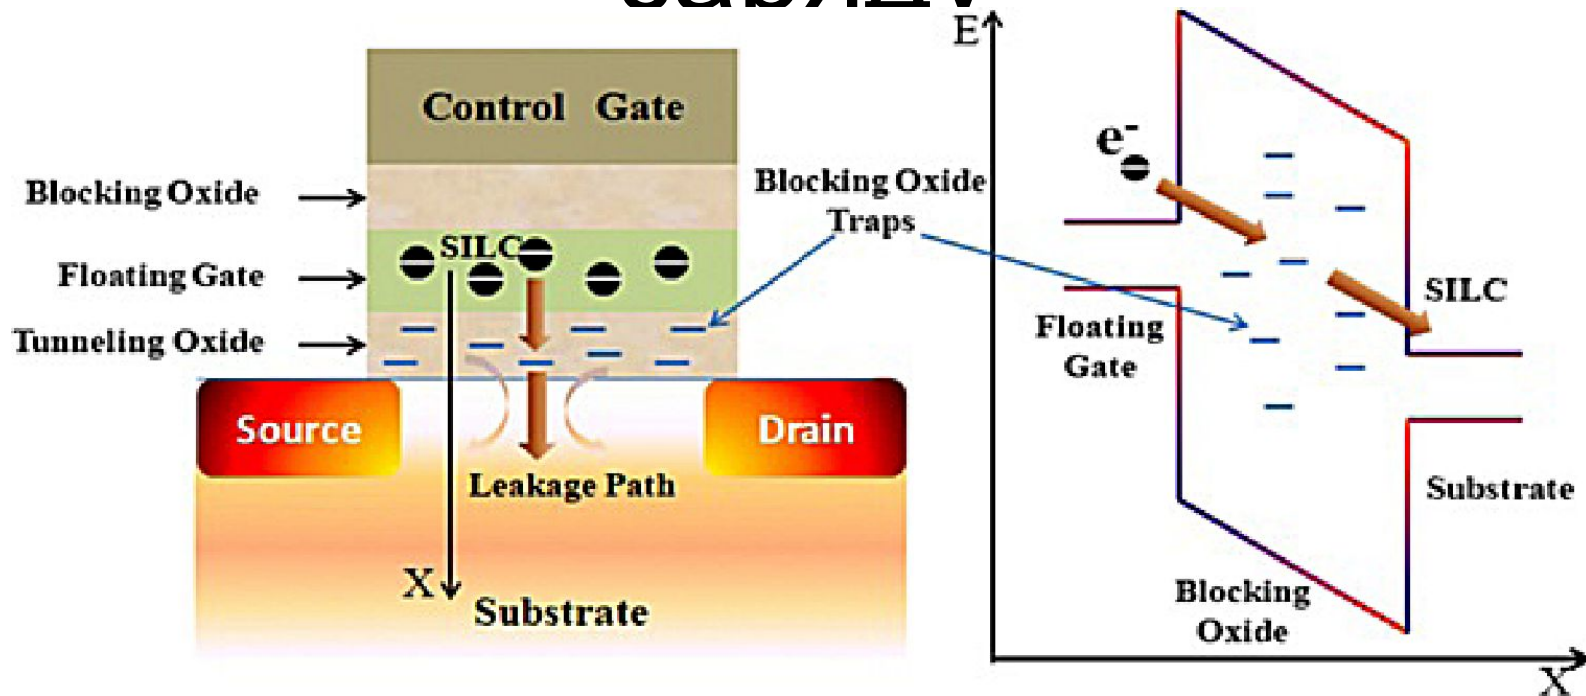 Control Gate
Blocking Oxide
Floating Gate
Tunneling Oxide
SILC
Source
Drain
Leakage Path
X
Substrate
Blocking Oxide
Traps
E
e-
SILC
Floating
Gate
Substrate
Blocking
Oxide
X